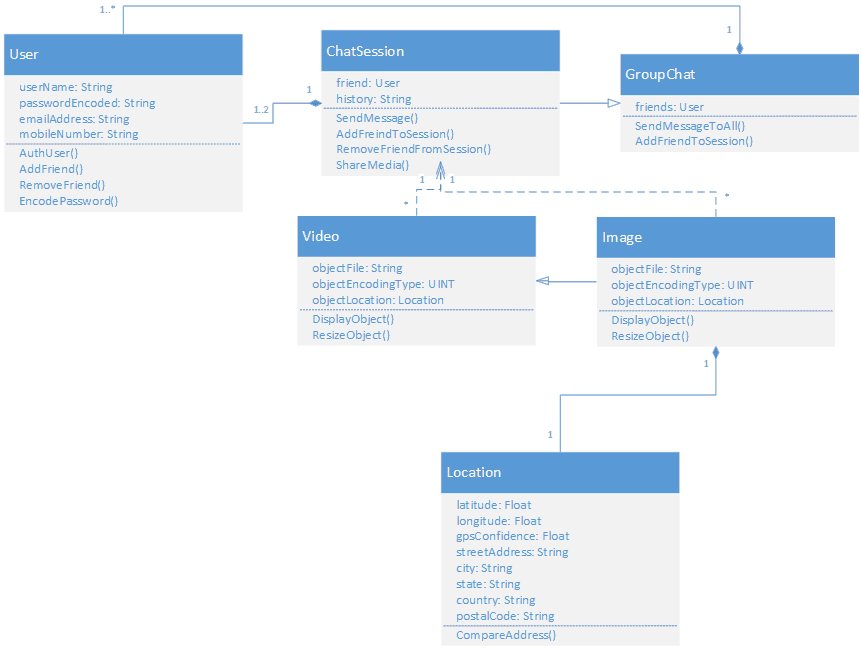 1..*
1
User
userName: String
passwordEncoded: String
emailAddress: String
mobileNumber: String
AuthUser()
AddFriend()
RemoveFriend()
EncodePassword()
1..2
1
ChatSession
friend: User
history: String
SendMessage()
AddFreindToSession()
RemoveFriendFromSession()
ShareMedia()
GroupChat
friends: User
SendMessageToAll()
AddFriendToSession()
1
1
*
*
Video
objectFile: String
objectEncodingType: UINT
objectLocation: Location
DisplayObject()
ResizeObject()
Image
objectFile: String
objectEncodingType: UINT
objectLocation: Location
DisplayObject()
ResizeObject()
1
1
Location
latitude: Float
longitude: Float
gpsConfidence: Float
streetAddress: String
city: String
state: String
country: String
postalCode: String
CompareAddress()